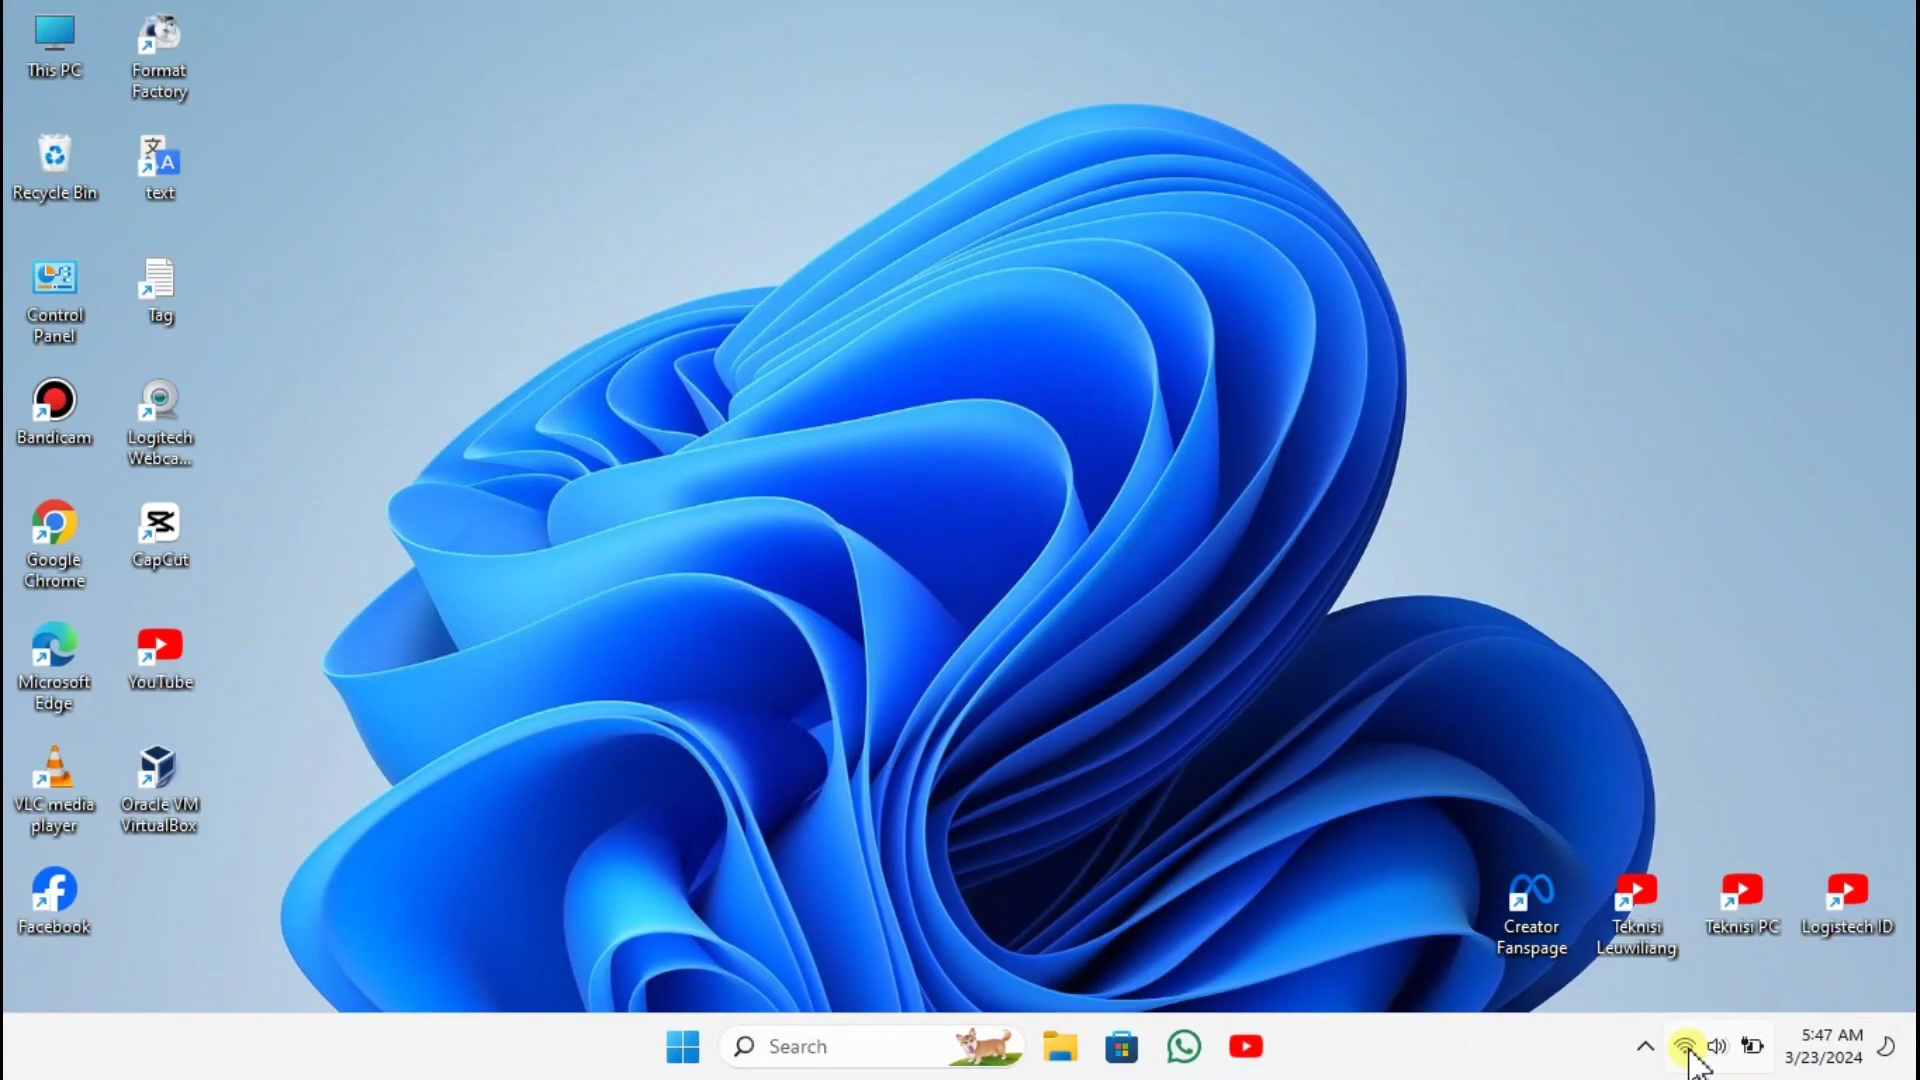 This PC
Format
Factory
Recycle Bin
text
Control
Panel
Tag
Bandicam
Logitech
Webca...
Google
Chrome
CapCut
Microsoft
Edge
YouTube
VLC media
player
Oracle VM
VirtualBox
Facebook
Creator
Fanspage
Teknisi
Leuwiliang
Teknisi PC
Logistech ID
Search
5:47 AM
3/23/2024